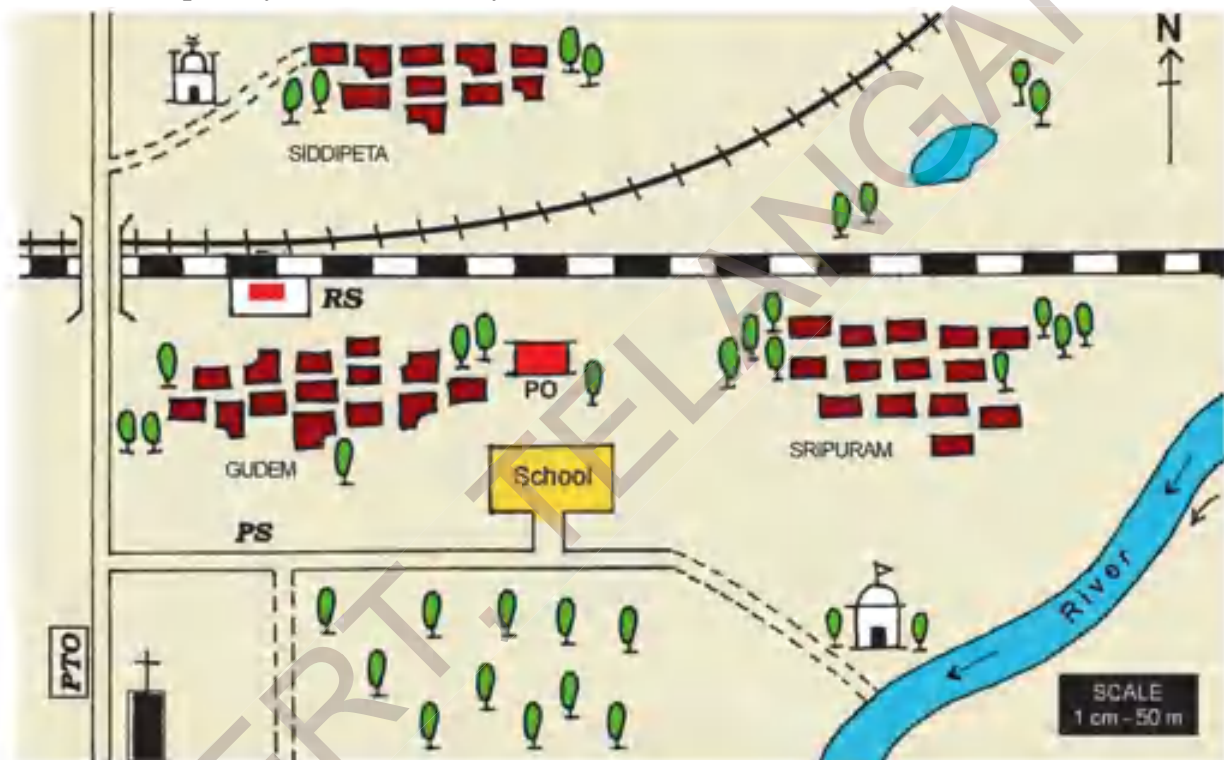 N
SIDDIPETA
RS
PO
GUDEM
SRIPURAM
School
PS
River
PTO
SCALE
1 cm - 50 m